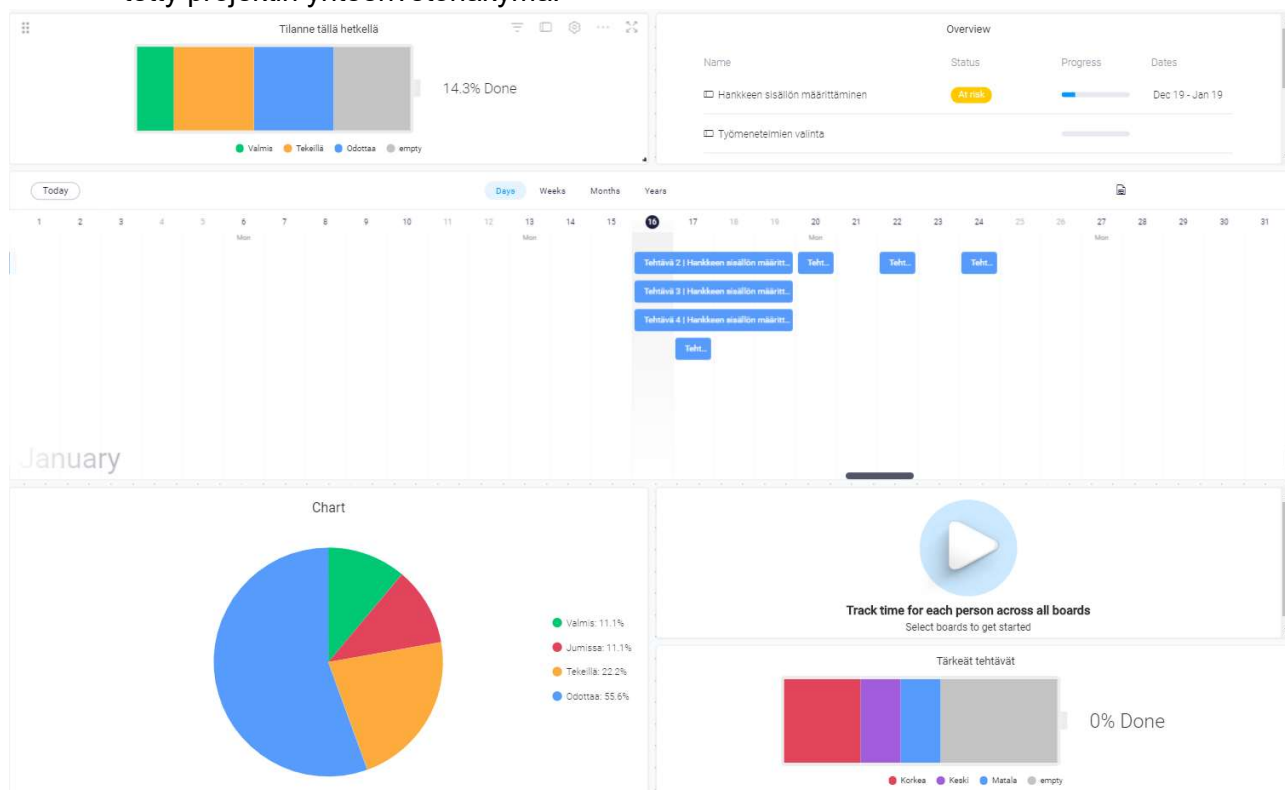 Tilanne tällä hetkellä
14.3% Done
Valmis Tekeillä Odottaa empty
Overview
Name Status Progress Dates
Hankkeen sisällön määrittäminen At risk Dec 19 - Jan 19
Työmenetelmien valinta
Today Days Weeks Months Years
1 2 3 4 5 6 7 8 9 10 11 12 13 14 15 16 17 18 19 20 21 22 23 24 25 26 27 28 29 30 31
Mon Mon Mon Mon
Tehtävä 2 | Hankkeen sisällön määritt... Teht... Teht... Teht...
Tehtävä 3 | Hankkeen sisällön määritt...
Tehtävä 4 | Hankkeen sisällön määritt...
Teht...
January
Chart
Valmis: 11.1%
Jumissa: 11.1%
Tekeillä: 22.2%
Odottaa: 55.6%
Track time for each person across all boards
Select boards to get started
Tärkeät tehtävät
0% Done
Korkea Keski Matala empty